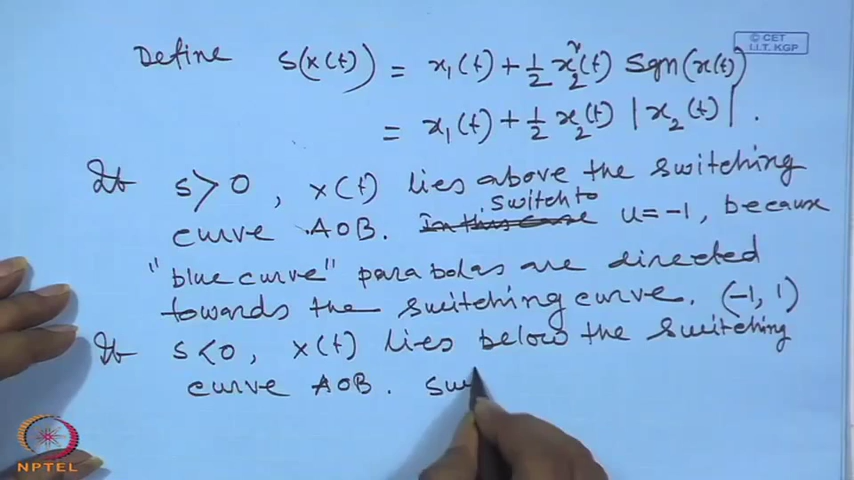 © CET
I.I.T. KGP
Define s(x(t)) = x₁(t) + 1/2 x₂²(t) Sgn(x(t))
= x₁(t) + 1/2 x₂(t) |x₂(t)|.
If s > 0, x(t) lies above the switching
curve AOB. In this case switch to u = -1, because
"blue curve" parabolas are directed
towards the switching curve. (-1, 1)
If s < 0, x(t) lies below the switching
curve AOB. Sw
NPTEL